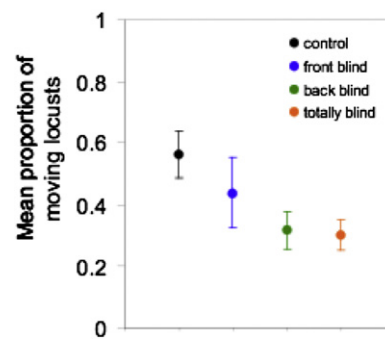 Mean proportion of
moving locusts
1
0.8
0.6
0.4
0.2
0
control
front blind
back blind
totally blind